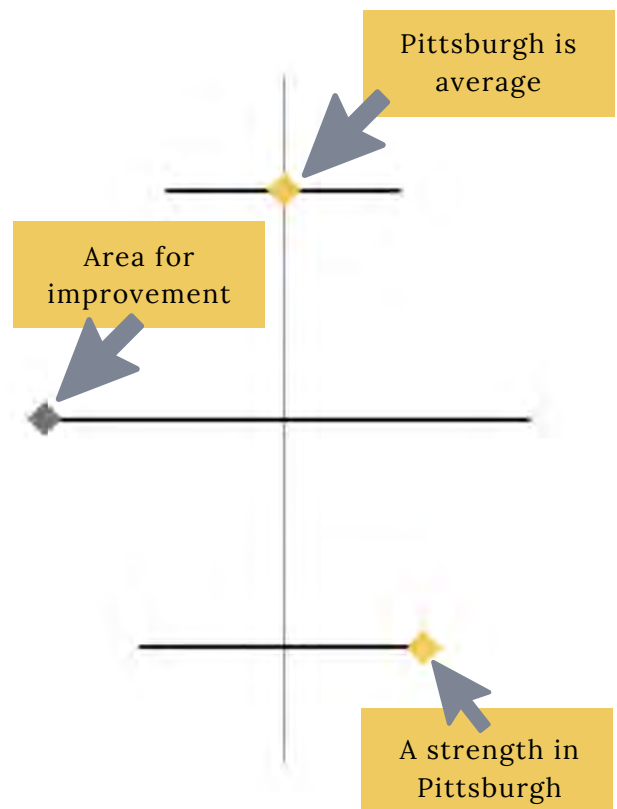 Pittsburgh is
average
Area for
improvement
A strength in
Pittsburgh